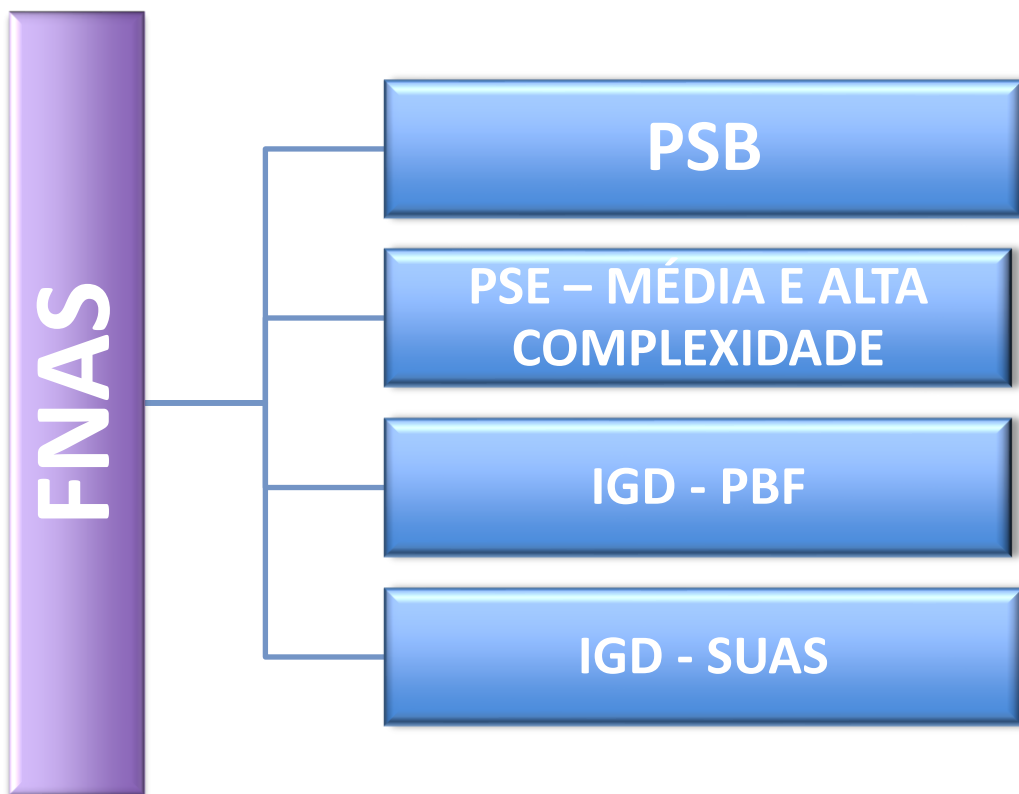 FNAS
PSB
PSE – MÉDIA E ALTA
COMPLEXIDADE
IGD - PBF
IGD - SUAS